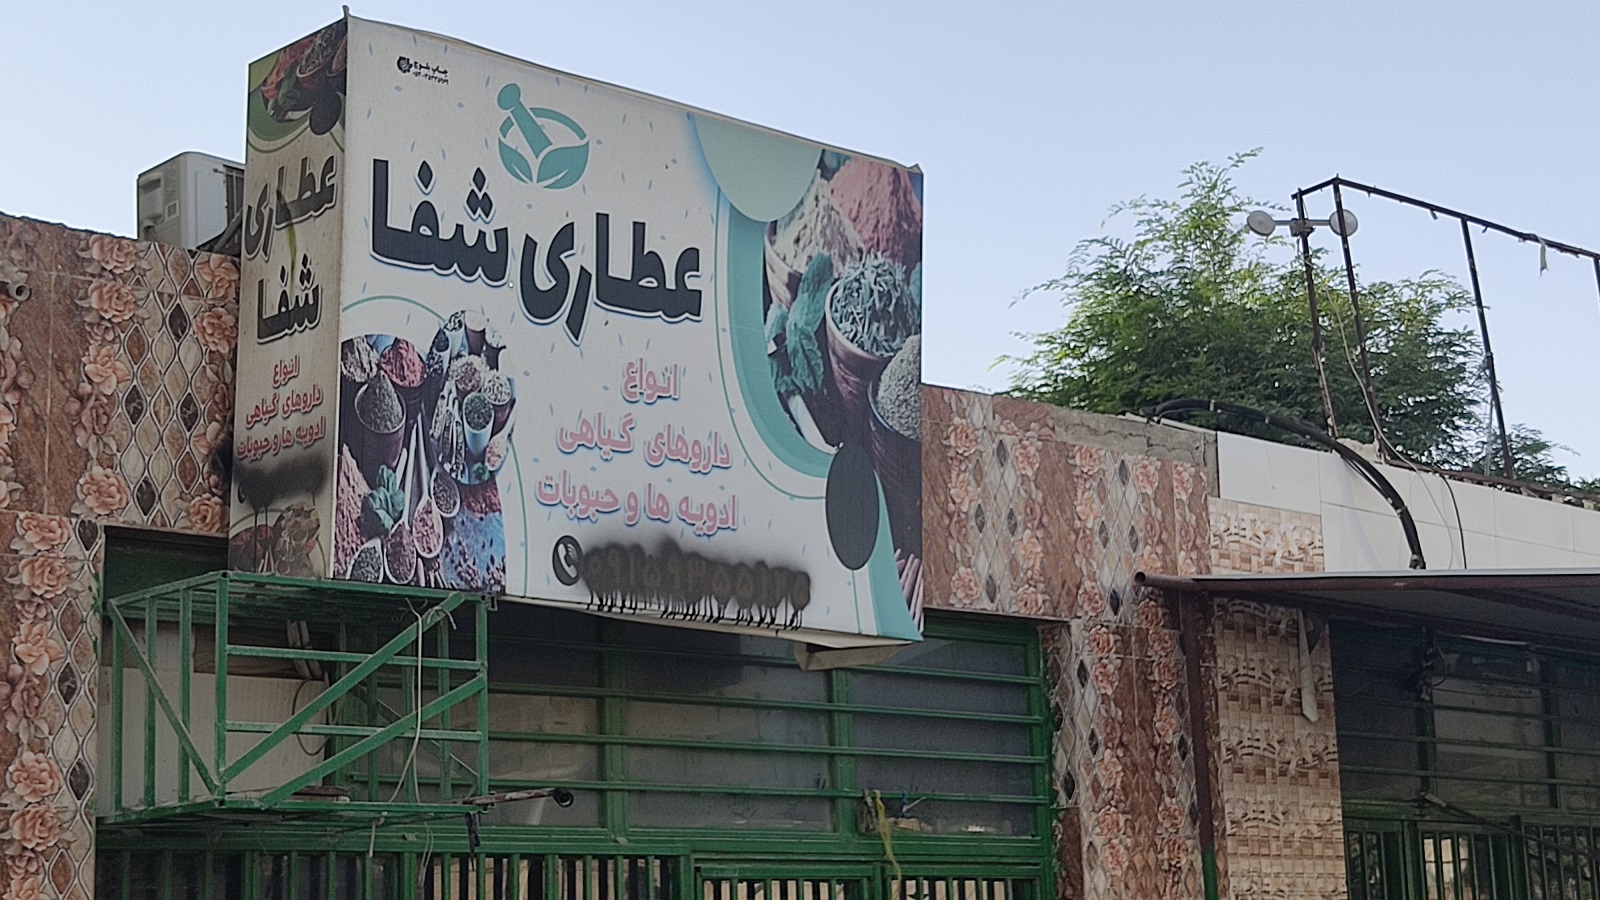 عطاری شفا
انواع
داروهای گیاهی
ادویه ها و حبوبات
عطاری
شفا
انواع
داروهای گیاهی
ادویه ها و حبوبات